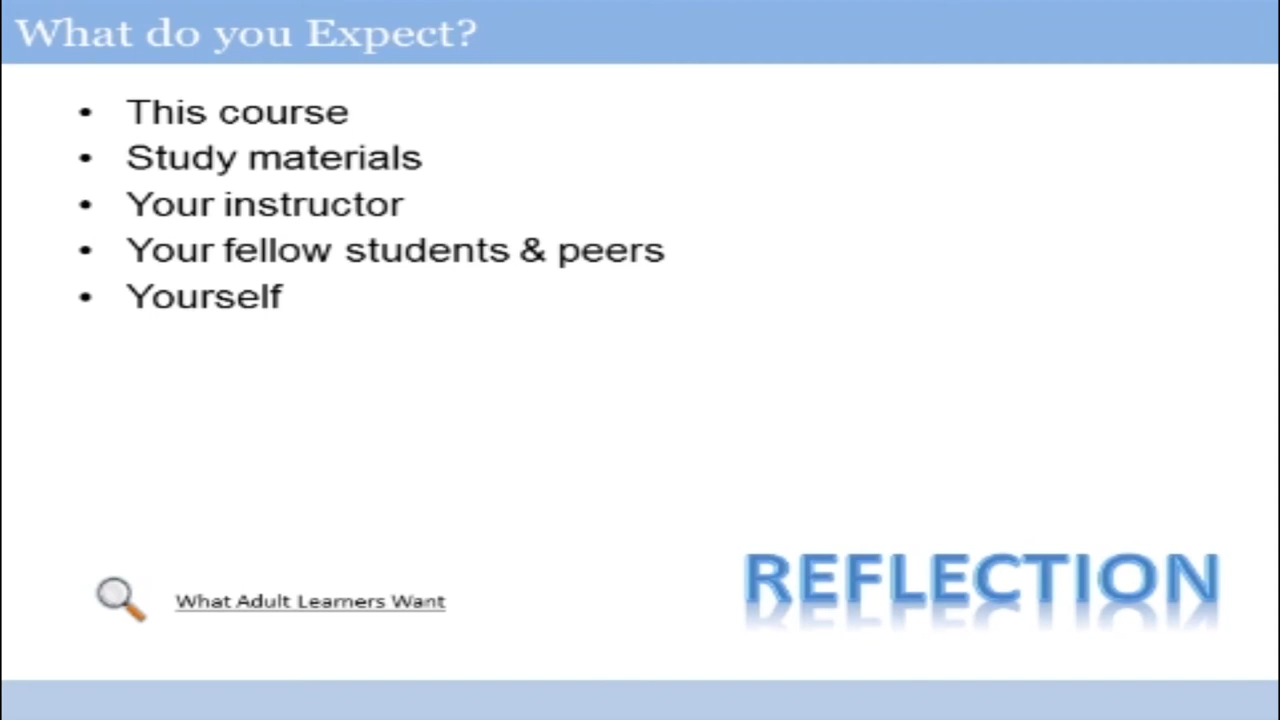 What do you Expect?
• This course
• Study materials
• Your instructor
• Your fellow students & peers
• Yourself
What Adult Learners Want
REFLECTION